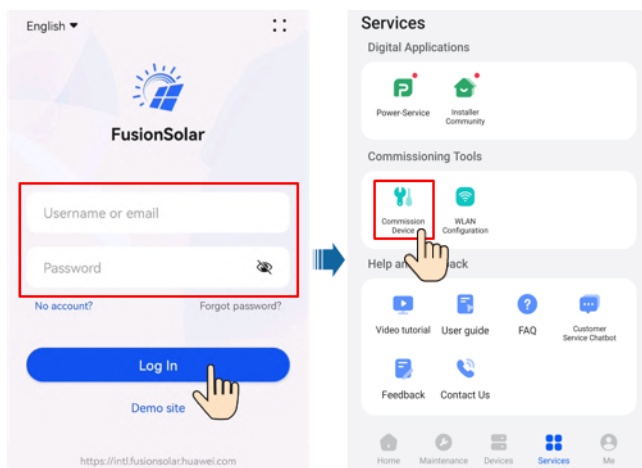 English
FusionSolar
Username or email
Password
No account?
Forgot password?
Log In
Demo site
https://intl.fusionsolar.huawei.com
Services
Digital Applications
Power-Service
Installer
Community
Commissioning Tools
Commission
Device
WLAN
Configuration
Help an
back
Video tutorial
User guide
FAQ
Customer
Service Chatbot
Feedback
Contact Us
Home
Maintenance
Devices
Services
Me